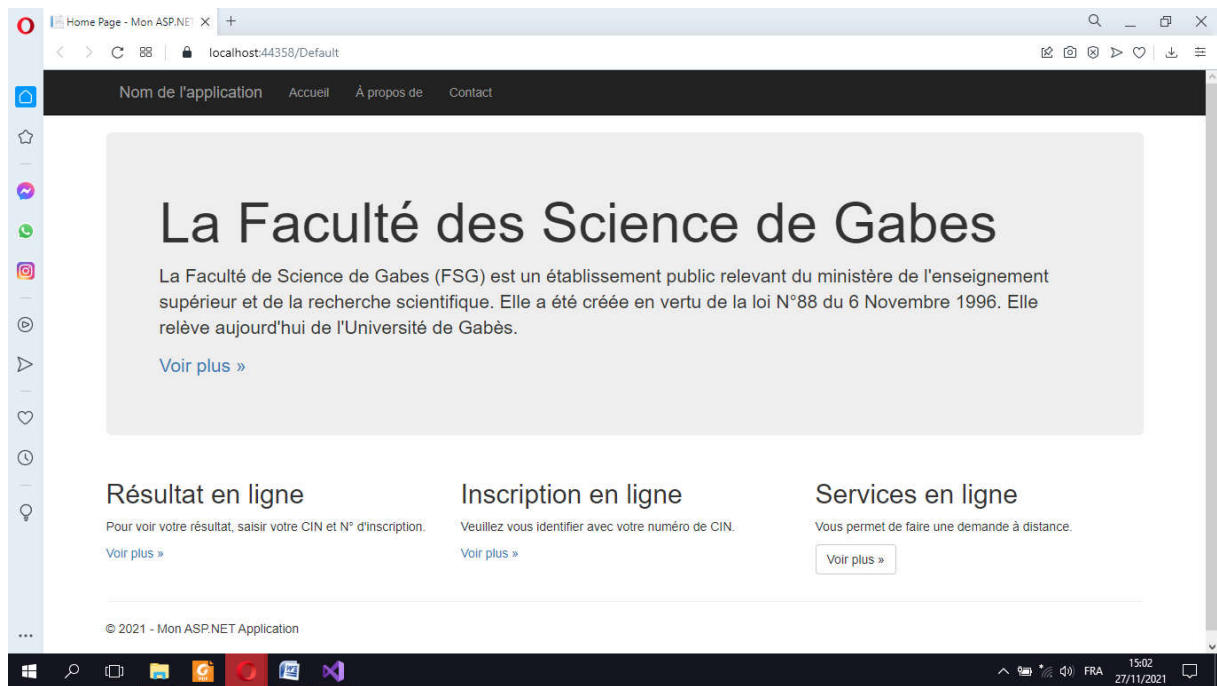 Home Page - Mon ASP.NE
localhost:44358/Default
Nom de l'application Accueil À propos de Contact
La Faculté des Science de Gabes
La Faculté de Science de Gabes (FSG) est un établissement public relevant du ministère de l'enseignement
supérieur et de la recherche scientifique. Elle a été créée en vertu de la loi N°88 du 6 Novembre 1996. Elle
relève aujourd'hui de l'Université de Gabès.
Voir plus »
Résultat en ligne
Pour voir votre résultat, saisir votre CIN et N° d'inscription.
Voir plus »
Inscription en ligne
Veuillez vous identifier avec votre numéro de CIN.
Voir plus »
Services en ligne
Vous permet de faire une demande à distance.
Voir plus »
© 2021 - Mon ASP.NET Application
FRA
15:02
27/11/2021